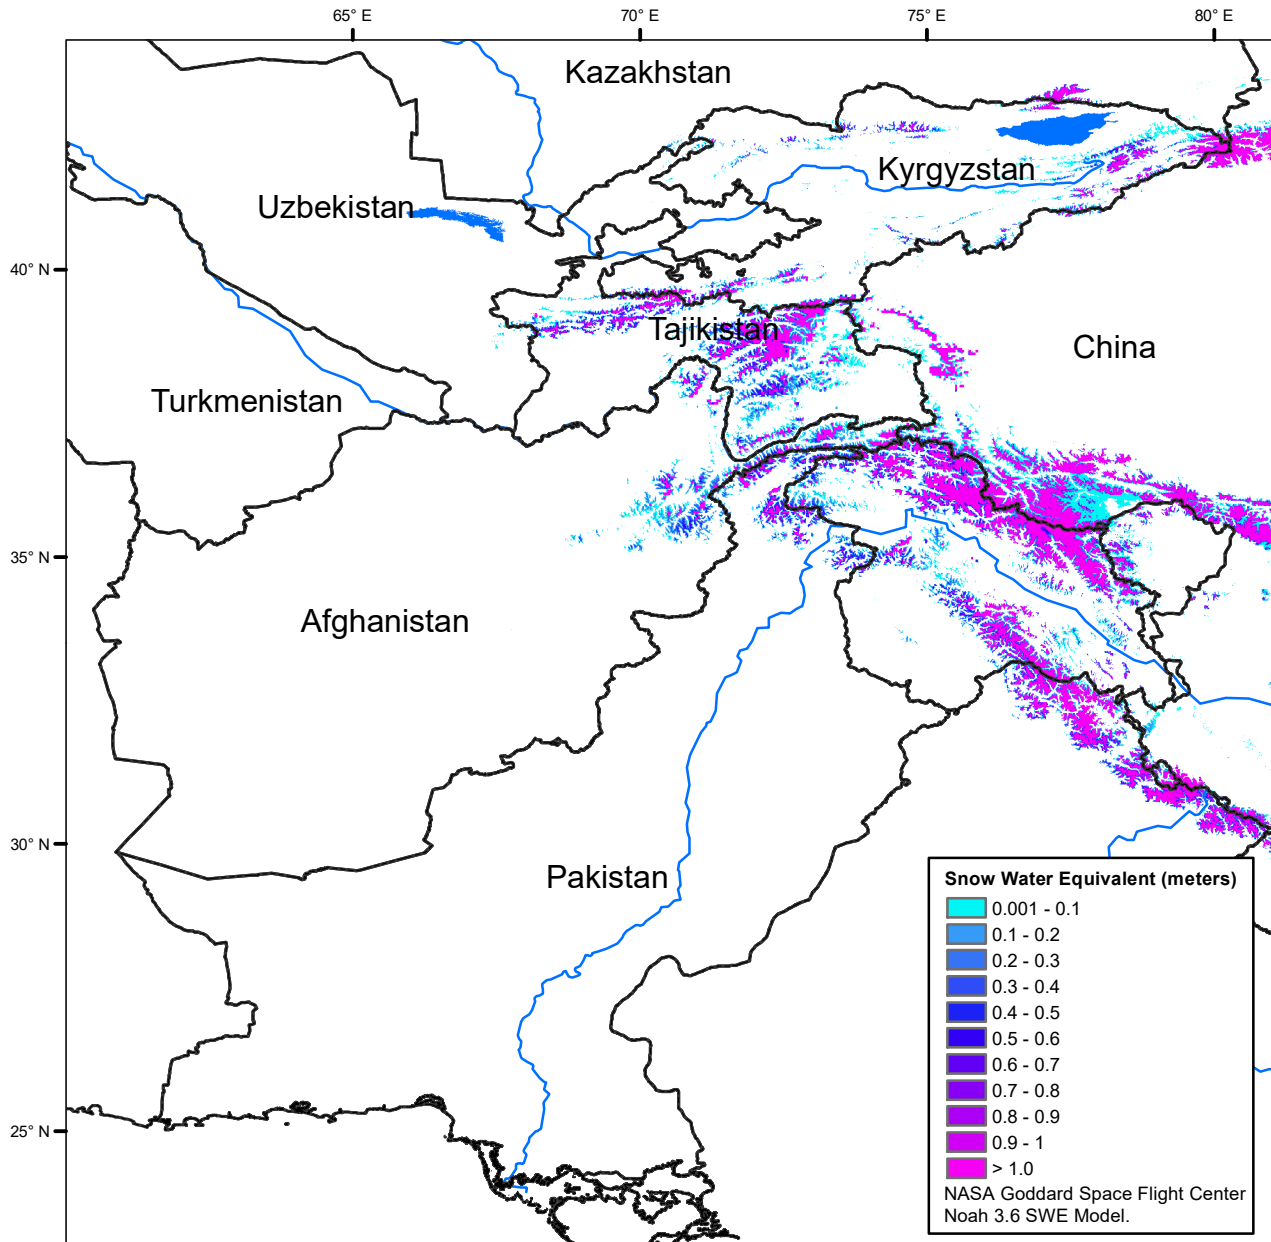 65° E
70° E
75° E
80° E
Kazakhstan
Kyrgyzstan
Uzbekistan
40° N
Tajikistan
China
Turkmenistan
35° N
Afghanistan
30° N
Pakistan
25° N
Snow Water Equivalent (meters)
0.001 - 0.1
0.1 - 0.2
0.2 - 0.3
0.3 - 0.4
0.4 - 0.5
0.5 - 0.6
0.6 - 0.7
0.7 - 0.8
0.8 - 0.9
0.9 - 1
> 1.0
NASA Goddard Space Flight Center
Noah 3.6 SWE Model.